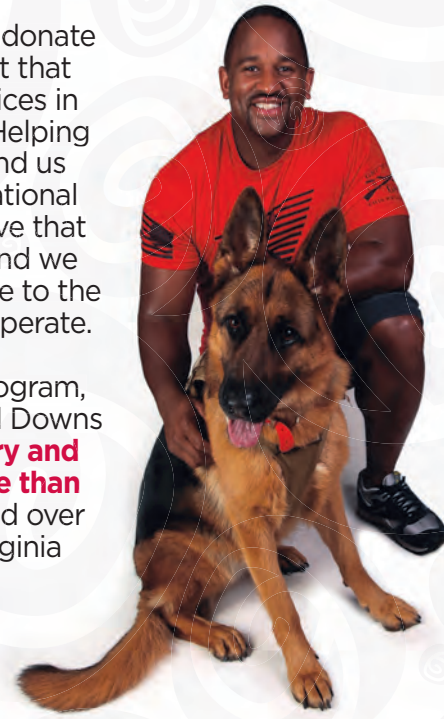 donate
t that
ices in
Helping
nd us
ational
ve that
nd we
e to the
perate.
ogram,
l Downs
ry and
e than
d over
ginia